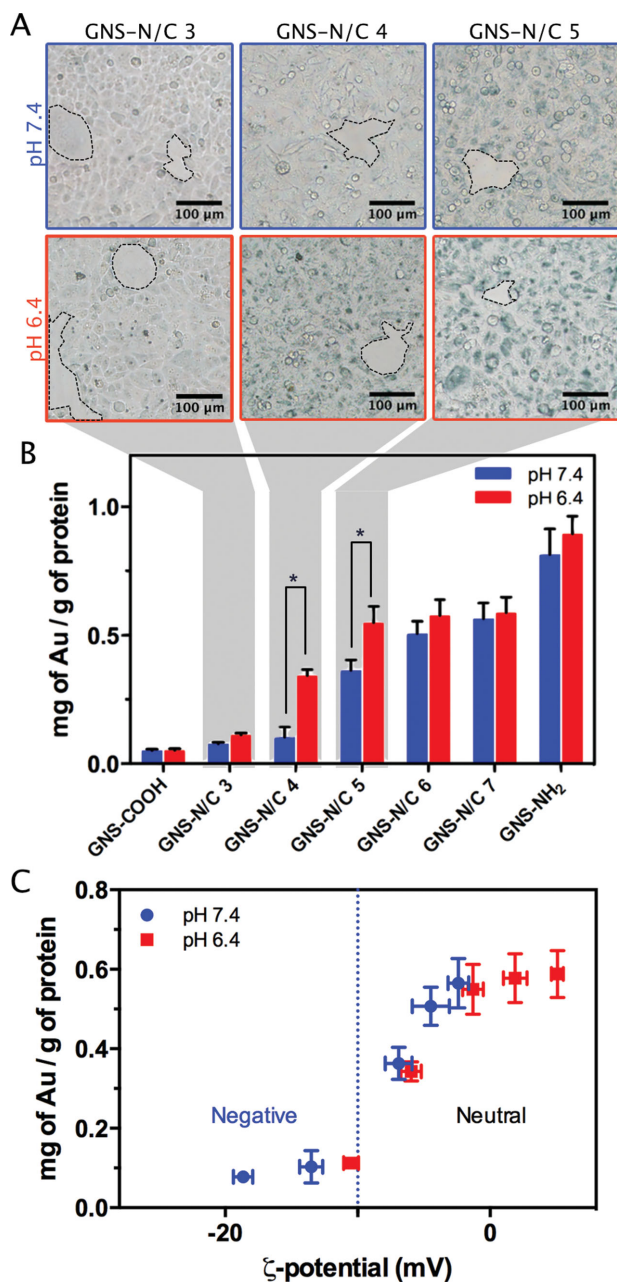 A
GNS-N/C 3
GNS-N/C 4
GNS-N/C 5
pH 7.4
100 µm
100 µm
100 µm
pH 6.4
100 µm
100 µm
100 µm
B
pH 7.4
pH 6.4
mg of Au / g of protein
1.0
0.5
0.0
*
*
GNS-COOH
GNS-N/C 3
GNS-N/C 4
GNS-N/C 5
GNS-N/C 6
GNS-N/C 7
GNS-NH₂
C
pH 7.4
pH 6.4
mg of Au / g of protein
0.8
0.6
0.4
0.2
0.0
Negative
Neutral
-20
0
ζ-potential (mV)